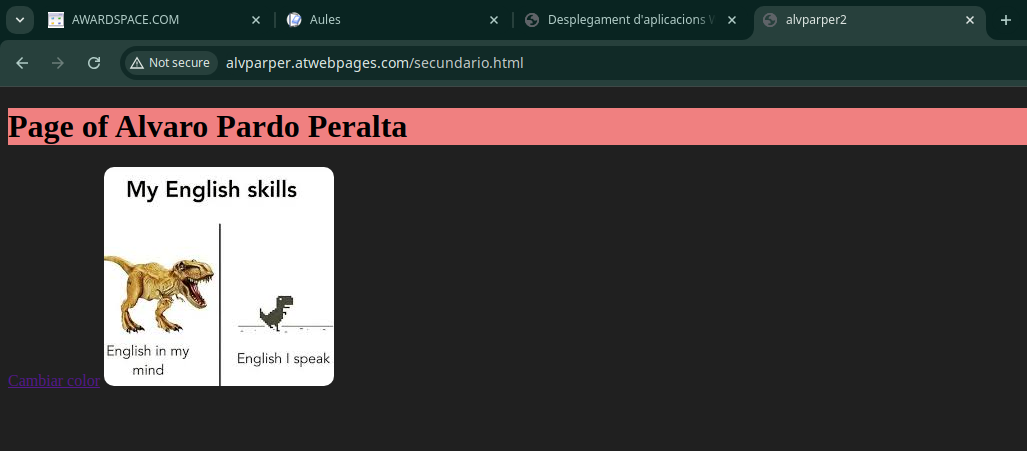 AWARDSPACE.COM
Aules
Desplegament d'aplicacions
alvparper2
Not secure
alvparper.atwebpages.com/secundario.html
Page of Alvaro Pardo Peralta
My English skills
English in my
mind
English I speak
Cambiar color